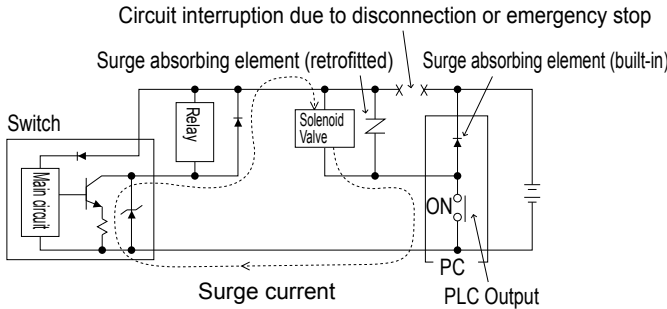 Circuit interruption due to disconnection or emergency stop
Surge absorbing element (retrofitted)
Surge absorbing element (built-in)
Switch
Relay
Solenoid
Valve
Main circuit
ON
PC
Surge current
PLC Output